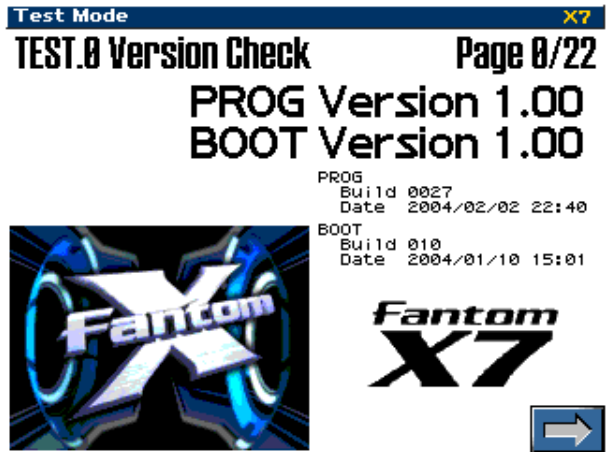 Test Mode X7
TEST.0 Version Check Page 0/22
PROG Version 1.00
BOOT Version 1.00
PROG
Build 0027
Date 2004/02/02 22:40
BOOT
Build 010
Date 2004/01/10 15:01
Fantom
X
Fantom
X7